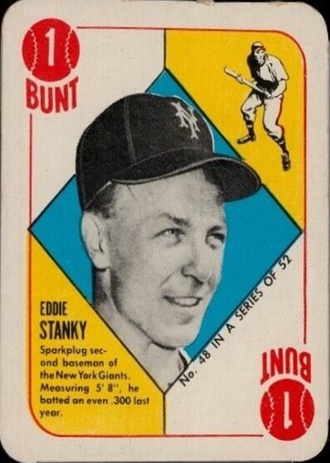 1
BUNT
NY
EDDIE
STANKY
Sparkplug sec-
ond baseman of
the New York Giants.
Measuring 5' 8", he
batted an even .300 last
year.
No. 48 IN A SERIES OF 52
BUNT
1